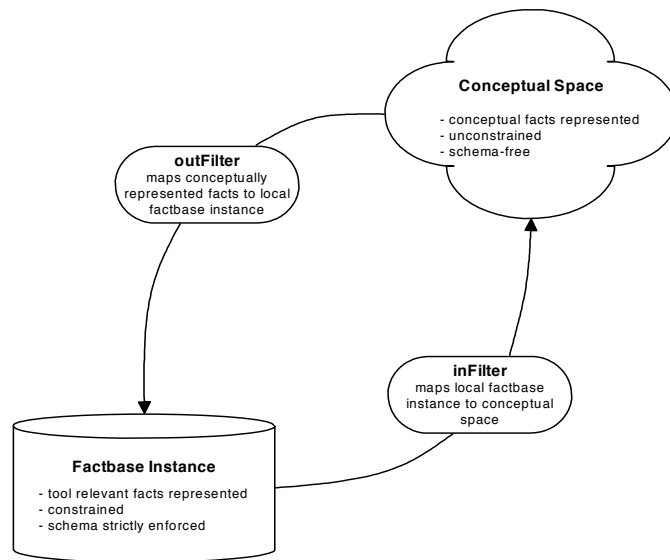 Conceptual Space
- conceptual facts represented
- unconstrained
- schema-free
outFilter
maps conceptually
represented facts to local
factbase instance
inFilter
maps local factbase
instance to conceptual
space
Factbase Instance
- tool relevant facts represented
- constrained
- schema strictly enforced